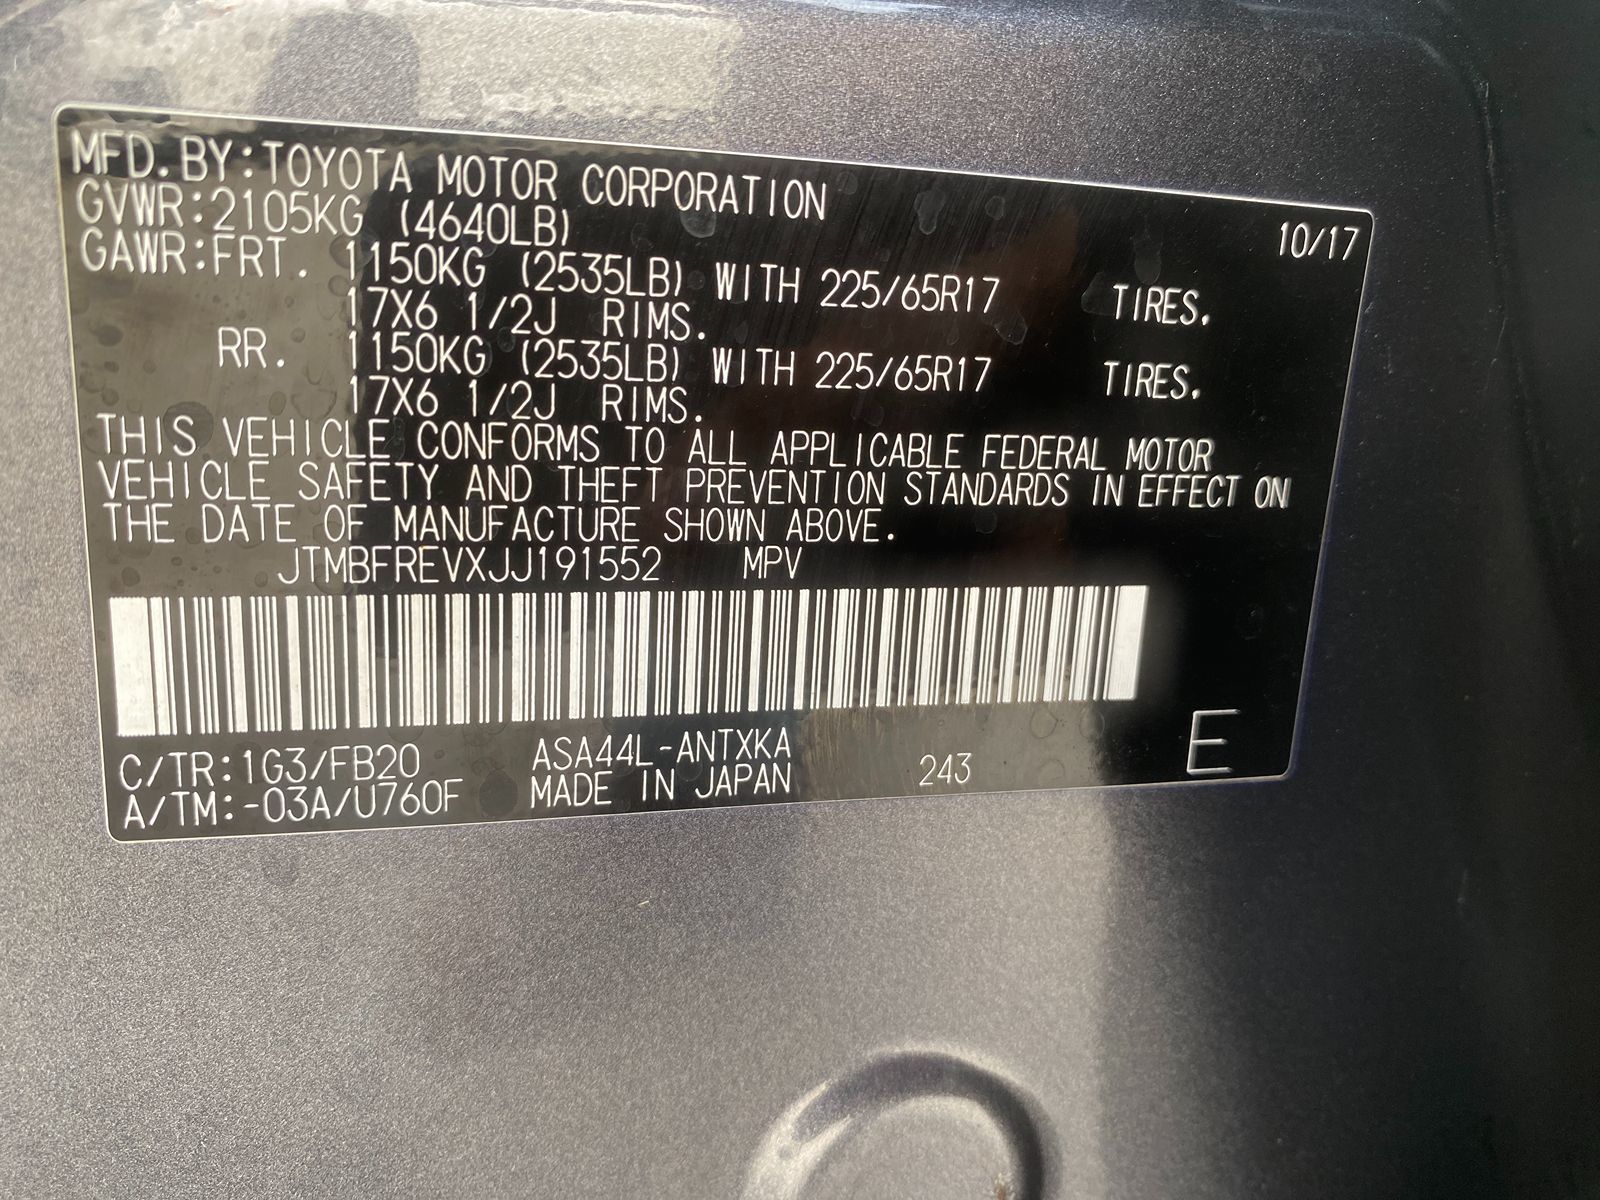 MFD.BY:TOYOTA MOTOR CORPORATION 10/17
GVWR:2105KG (4640LB)
GAWR:FRT. 1150KG (2535LB) WITH 225/65R17 TIRES.
17X6 1/2J RIMS.
RR. 1150KG (2535LB) WITH 225/65R17 TIRES.
17X6 1/2J RIMS.
THIS VEHICLE CONFORMS TO ALL APPLICABLE FEDERAL MOTOR
VEHICLE SAFETY AND THEFT PREVENTION STANDARDS IN EFFECT ON
THE DATE OF MANUFACTURE SHOWN ABOVE.
JTMBFREVXJJ191552 MPV
C/TR:1G3/FB20 ASA44L-ANTXKA 243 E
A/TM:-03A/U760F MADE IN JAPAN